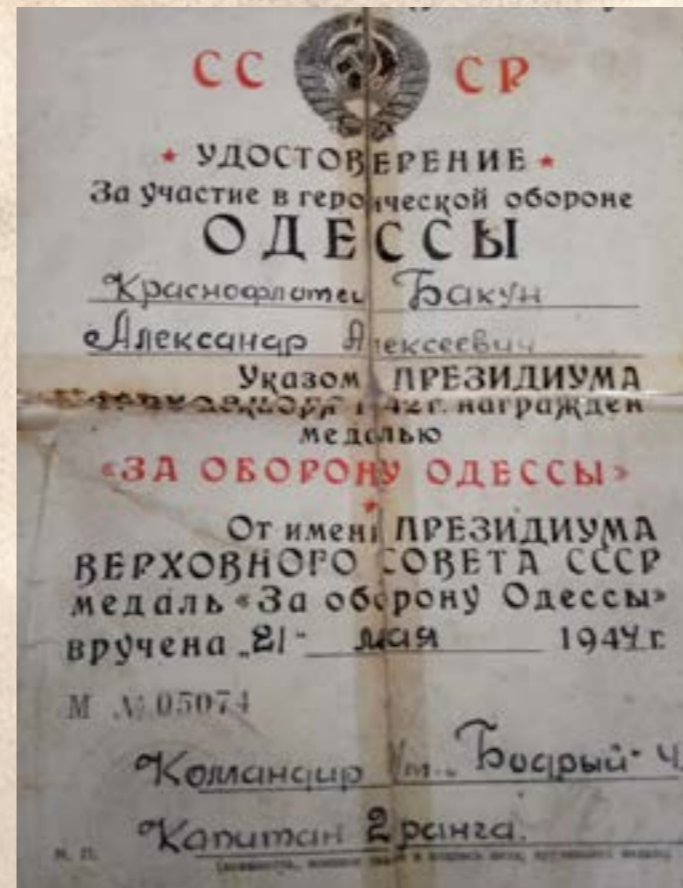 СС СР
УДОСТОВЕРЕНИЕ
За участие в героической обороне
ОДЕССЫ
Краснофлотец Бакун
Александр Алексеевич
Указом ПРЕЗИДИУМА
42 г. награжден
медалью
«ЗА ОБОРОНУ ОДЕССЫ»
От имени ПРЕЗИДИУМА
ВЕРХОВНОГО СОВЕТА СССР
медаль «За оборону Одессы»
вручена „21" мая 1944 г.
М № 05074
Командир „Бодрый" Ч
Капитан 2 ранга.
М. П.